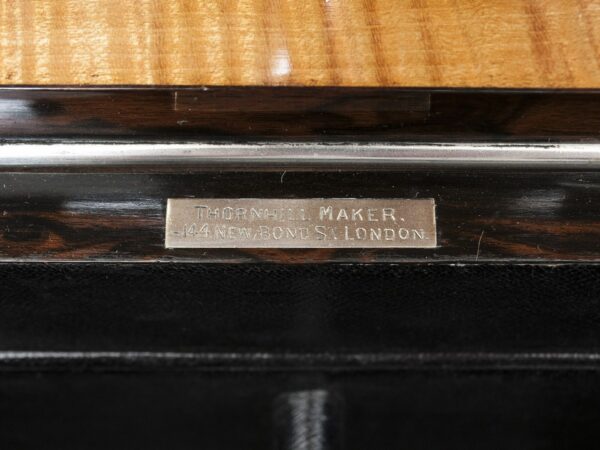 THORNHILL MAKER.
144 NEW BOND ST. LONDON.